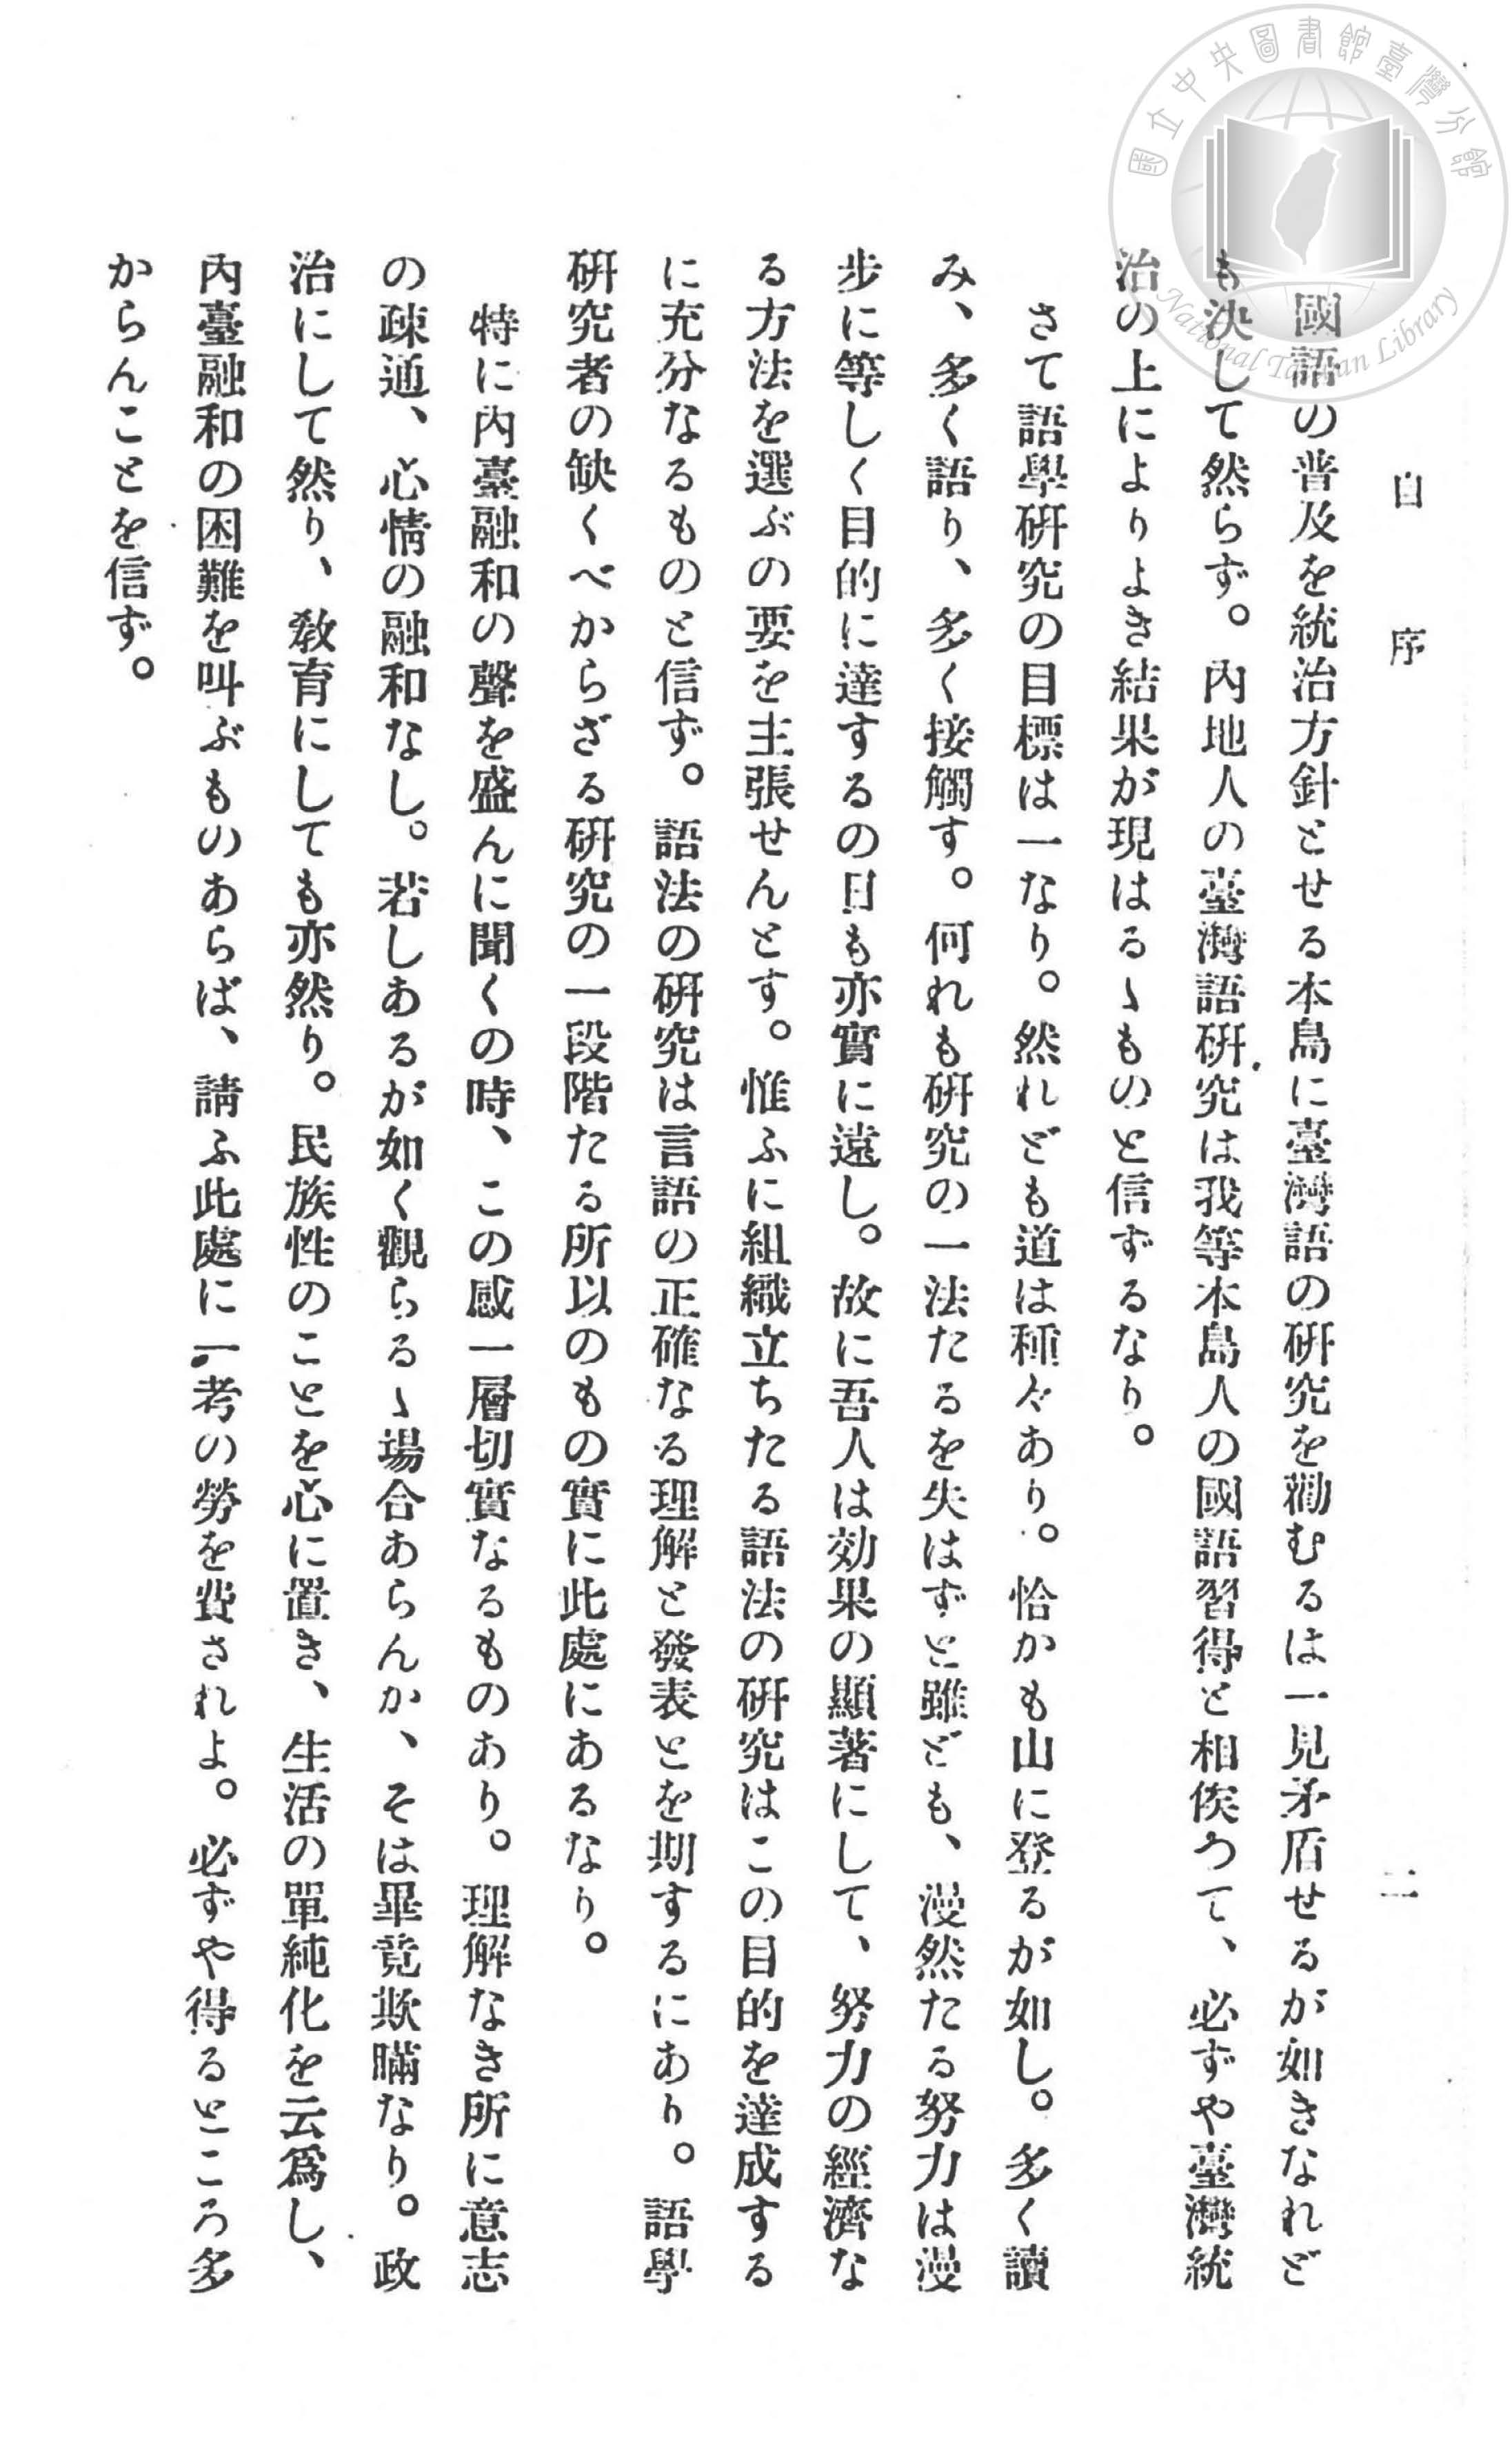 國立中央圖書館臺灣分館
National Taiwan Library
自序
二
國語の普及を統治方針とせる本島に臺灣語の硏究を勸むるは一見矛盾せるが如きなれど
も決して然らず。內地人の臺灣語硏究は我等本島人の國語習得と相俟つて、必ずや臺灣統
治の上によりよき結果が現はるゝものと信ずるなり。
さて語學硏究の目標は一なり。然れども道は種々あり。恰かも山に登るが如し。多く讀
み、多く語り、多く接觸す。何れも硏究の一法たるを失はずと雖ども、漫然たる努力は漫
步に等しく目的に達するの日も亦實に遠し。故に吾人は効果の顯著にして、努力の經濟な
る方法を選ぶの要を主張せんとす。惟ふに組織立ちたる語法の硏究はこの目的を達成する
に充分なるものと信ず。語法の硏究は言語の正確なる理解と發表とを期するにあり。語學
硏究者の缺くべからざる硏究の一段階たる所以のもの實に此處にあるなり。
特に內臺融和の聲を盛んに聞くの時、この感一層切實なるものあり。理解なき所に意志
の疎通、心情の融和なし。若しあるが如く觀らるゝ場合あらんか、そは畢竟欺瞞なり。政
治にして然り、敎育にしても亦然り。民族性のことを心に置き、生活の單純化を云爲し、
內臺融和の困難を叫ぶものあらば、請ふ此處に一考の勞を費されよ。必ずや得るところ多
からんことを信ず。